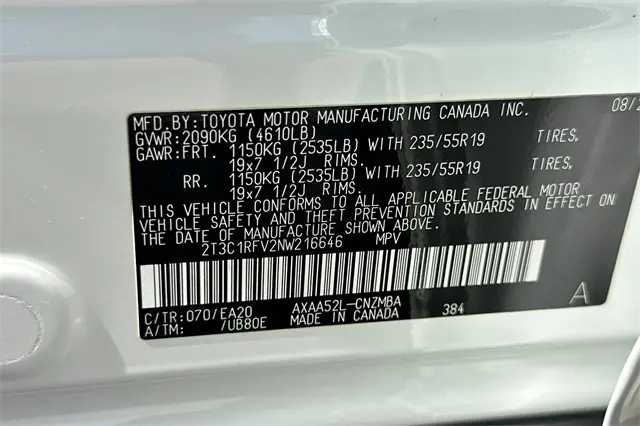 MFD.BY:TOYOTA MOTOR MANUFACTURING CANADA INC. 08/2
GVWR:2090KG (4610LB)
GAWR:FRT. 1150KG (2535LB) WITH 235/55R19 TIRES,
19x7 1/2J RIMS.
RR. 1150KG (2535LB) WITH 235/55R19 TIRES,
19x7 1/2J RIMS.
THIS VEHICLE CONFORMS TO ALL APPLICABLE FEDERAL MOTOR
VEHICLE SAFETY AND THEFT PREVENTION STANDARDS IN EFFECT ON
THE DATE OF MANUFACTURE SHOWN ABOVE.
2T3C1RFV2NW216646 MPV
C/TR:070/EA20 AXAA52L-CNZMBA 384 A
A/TM: /UB80E MADE IN CANADA